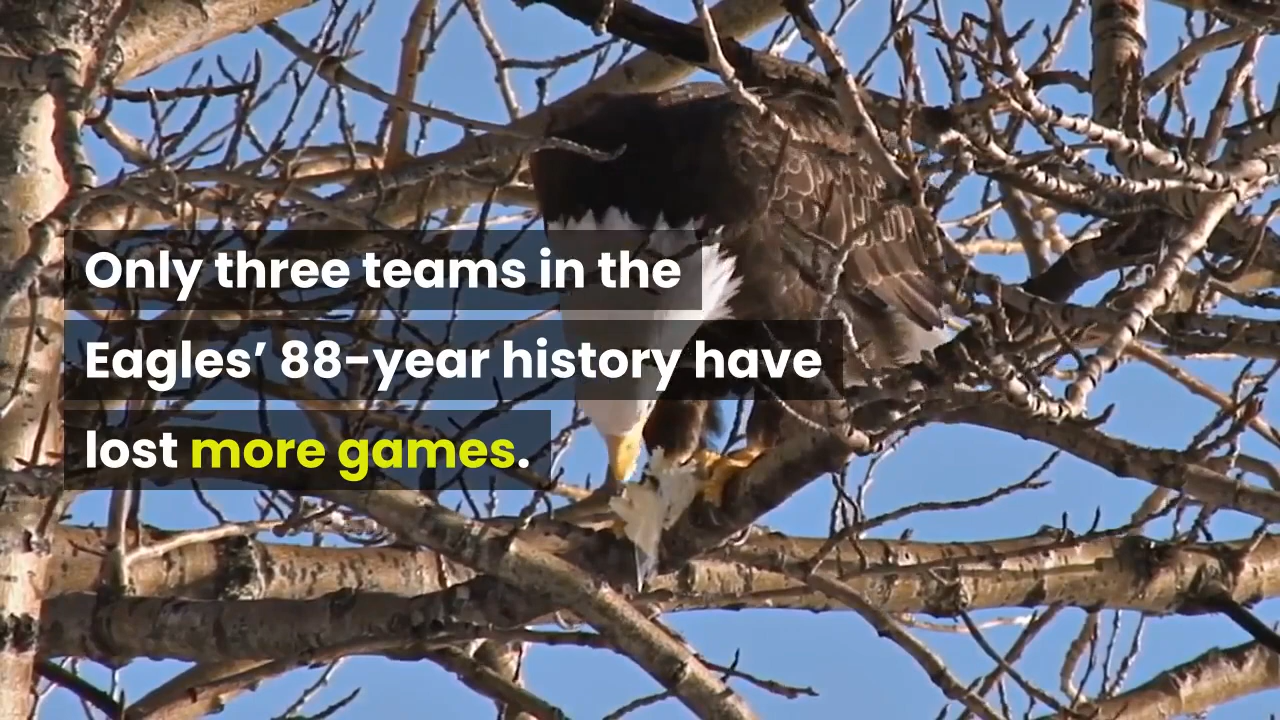 Only three teams in the
Eagles’ 88-year history have
lost more games.